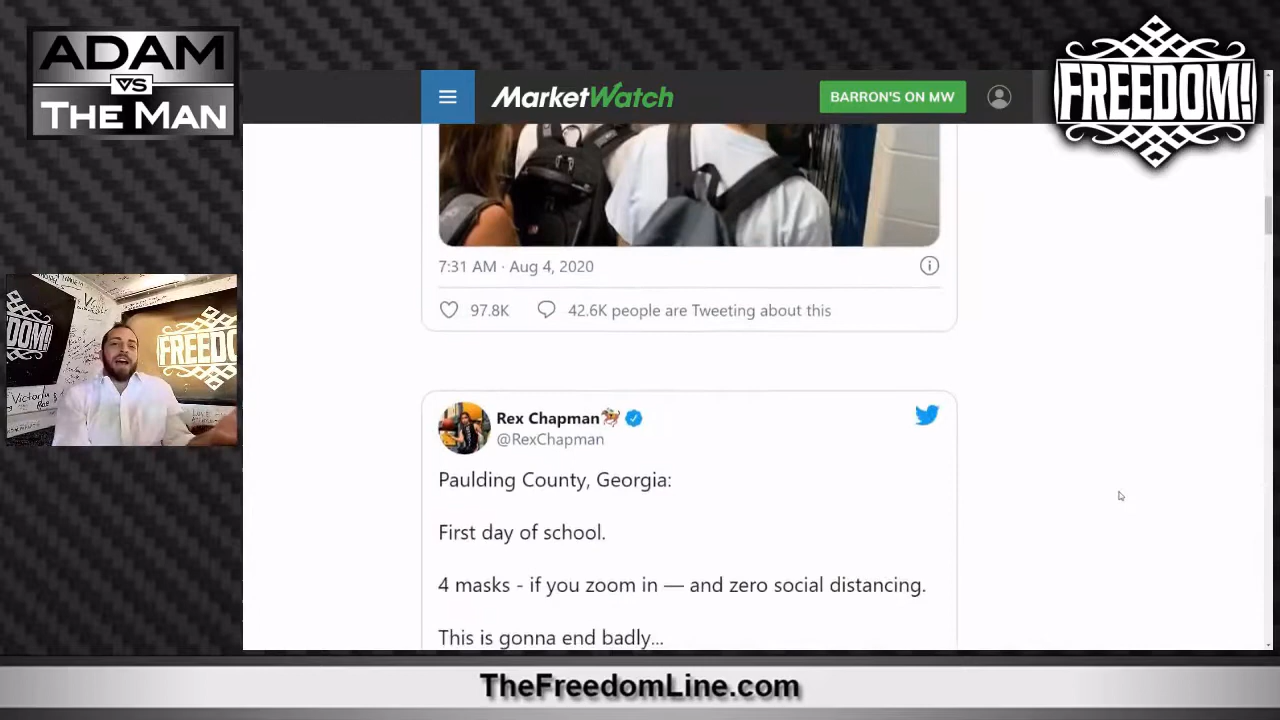 ADAM
VS
THE MAN
MarketWatch
BARRON'S ON MW
FREEDOM!
7:31 AM · Aug 4, 2020
97.8K
42.6K people are Tweeting about this
Rex Chapman
@RexChapman
Paulding County, Georgia:
First day of school.
4 masks - if you zoom in — and zero social distancing.
This is gonna end badly...
FREEDOM!
Victoria
TheFreedomLine.com